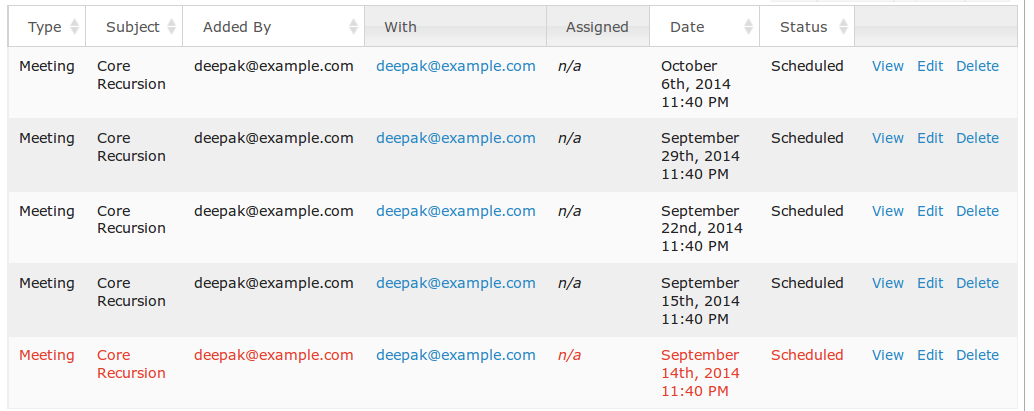 Type Subject Added By With Assigned Date Status
Meeting Core Recursion deepak@example.com deepak@example.com n/a October 6th, 2014 11:40 PM Scheduled View Edit Delete
Meeting Core Recursion deepak@example.com deepak@example.com n/a September 29th, 2014 11:40 PM Scheduled View Edit Delete
Meeting Core Recursion deepak@example.com deepak@example.com n/a September 22nd, 2014 11:40 PM Scheduled View Edit Delete
Meeting Core Recursion deepak@example.com deepak@example.com n/a September 15th, 2014 11:40 PM Scheduled View Edit Delete
Meeting Core Recursion deepak@example.com deepak@example.com n/a September 14th, 2014 11:40 PM Scheduled View Edit Delete